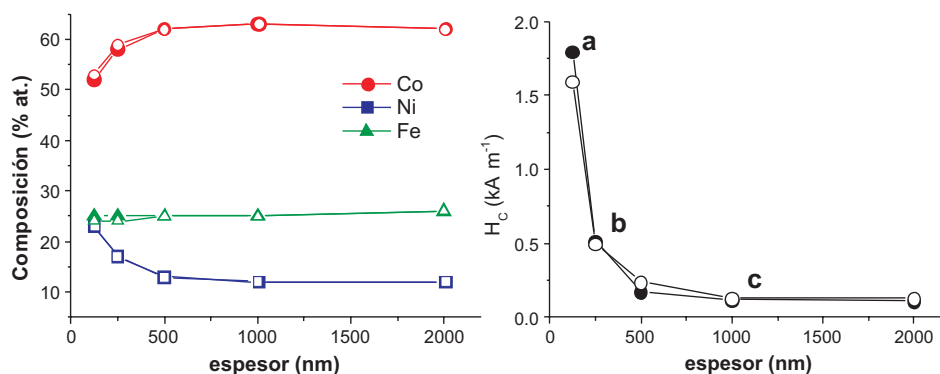 Composición (% at.)
60
50
40
30
20
10
0
500
1000
1500
2000
espesor (nm)
Co
Ni
Fe
H_C (kA m⁻¹)
2.0
1.5
1.0
0.5
0.0
0
500
1000
1500
2000
espesor (nm)
a
b
c